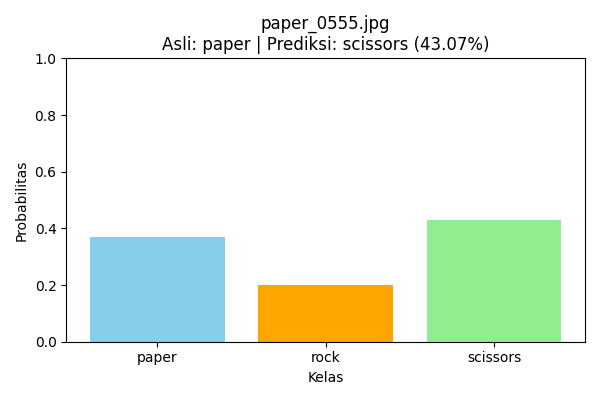 paper_0555.jpg
Asli: paper | Prediksi: scissors (43.07%)
1.0
0.8
0.6
0.4
0.2
0.0
Probabilitas
paper rock scissors
Kelas